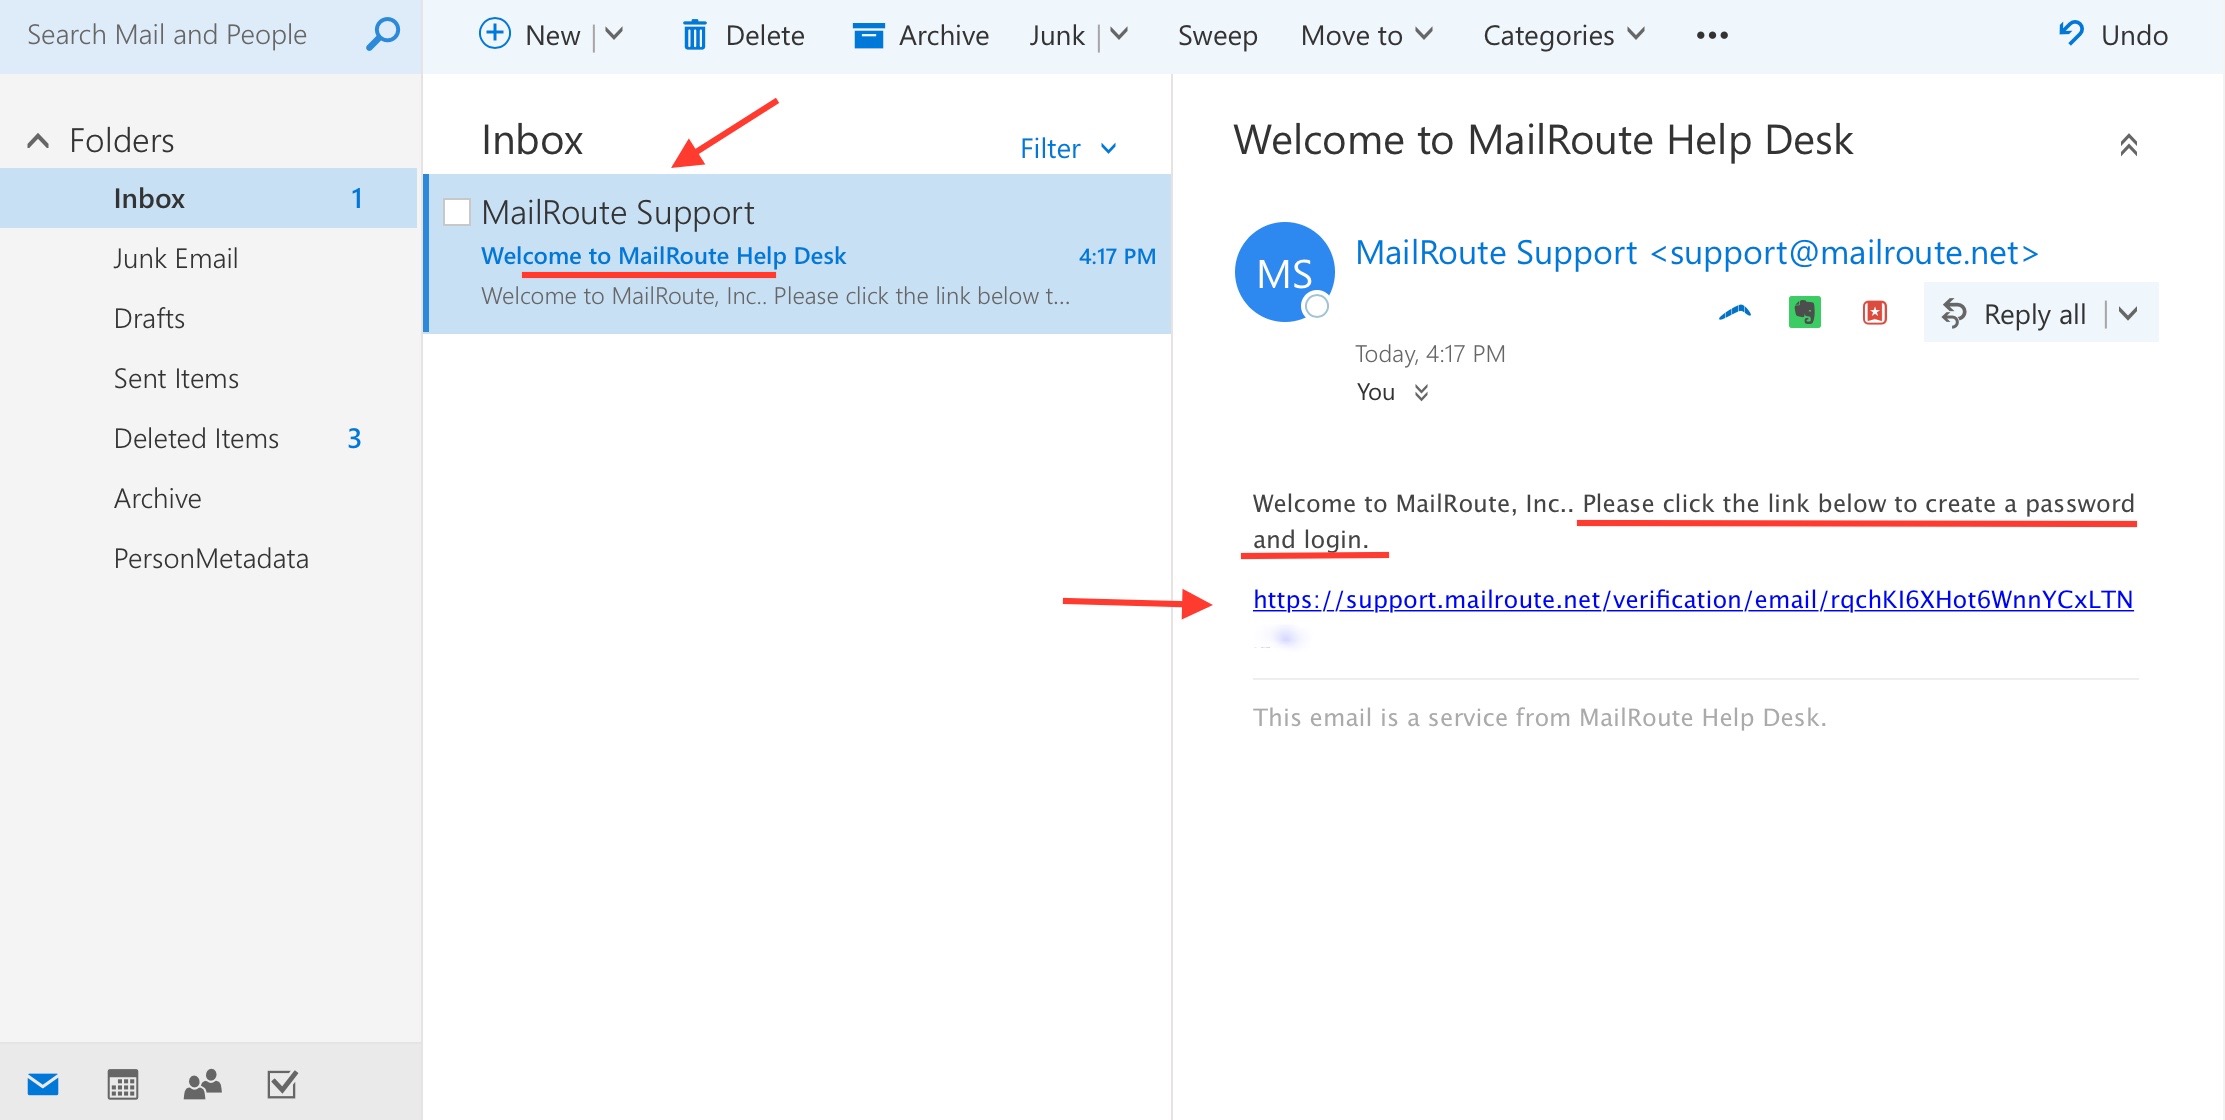 Search Mail and People
New
Delete
Archive
Junk
Sweep
Move to
Categories
Undo
Folders
Inbox 1
Junk Email
Drafts
Sent Items
Deleted Items 3
Archive
PersonMetadata
Inbox
Filter
MailRoute Support
Welcome to MailRoute Help Desk 4:17 PM
Welcome to MailRoute, Inc.. Please click the link below t...
Welcome to MailRoute Help Desk
MS
MailRoute Support <support@mailroute.net>
Reply all
Today, 4:17 PM
You
Welcome to MailRoute, Inc.. Please click the link below to create a password
and login.
https://support.mailroute.net/verification/email/rqchKI6XHot6WnnYCxLTN
This email is a service from MailRoute Help Desk.